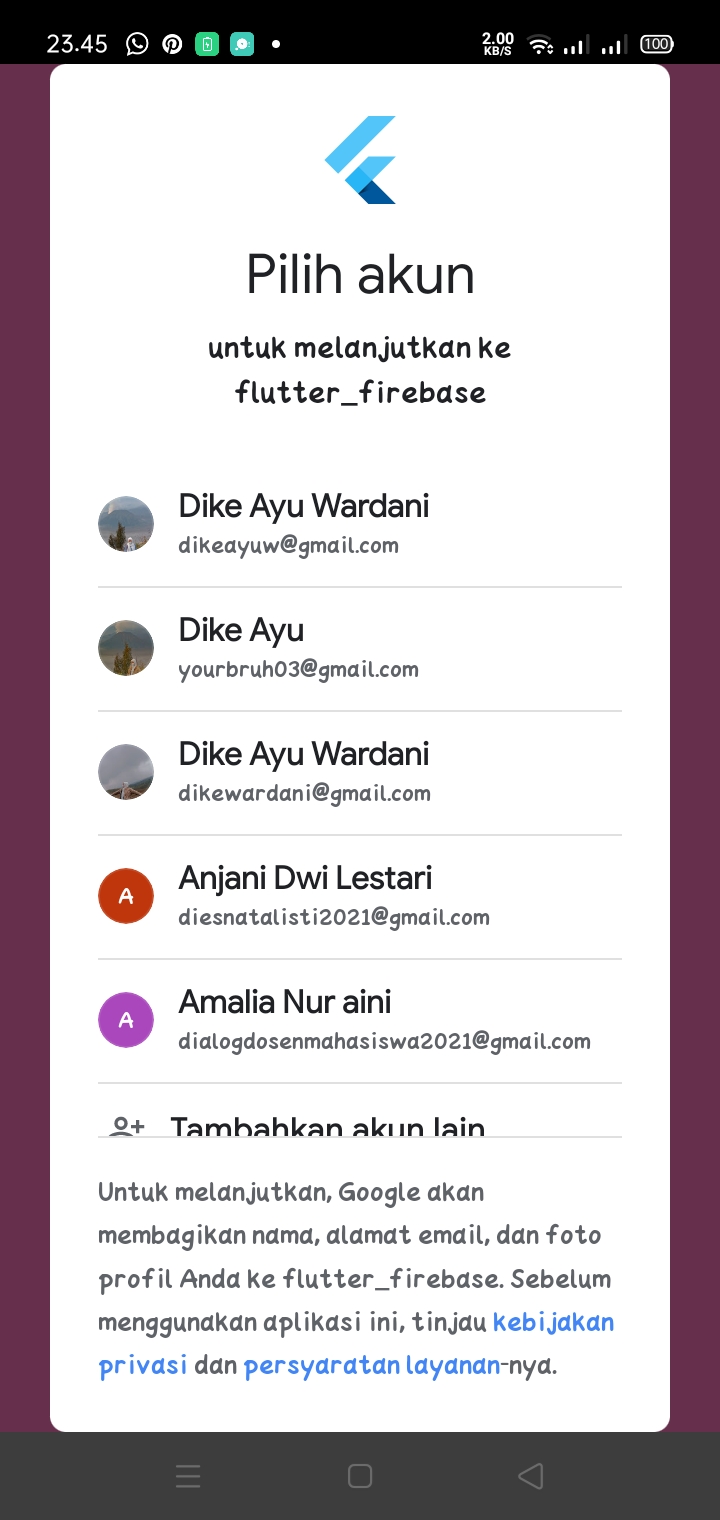 23.45
2.00
KB/S
100
Pilih akun
untuk melanjutkan ke
flutter_firebase
Dike Ayu Wardani
dikeayuw@gmail.com
Dike Ayu
yourbruh03@gmail.com
Dike Ayu Wardani
dikewardani@gmail.com
A
Anjani Dwi Lestari
diesnatalisti2021@gmail.com
A
Amalia Nur aini
dialogdosenmahasiswa2021@gmail.com
Tambahkan akun lain
Untuk melanjutkan, Google akan
membagikan nama, alamat email, dan foto
profil Anda ke flutter_firebase. Sebelum
menggunakan aplikasi ini, tinjau kebijakan
privasi dan persyaratan layanan-nya.